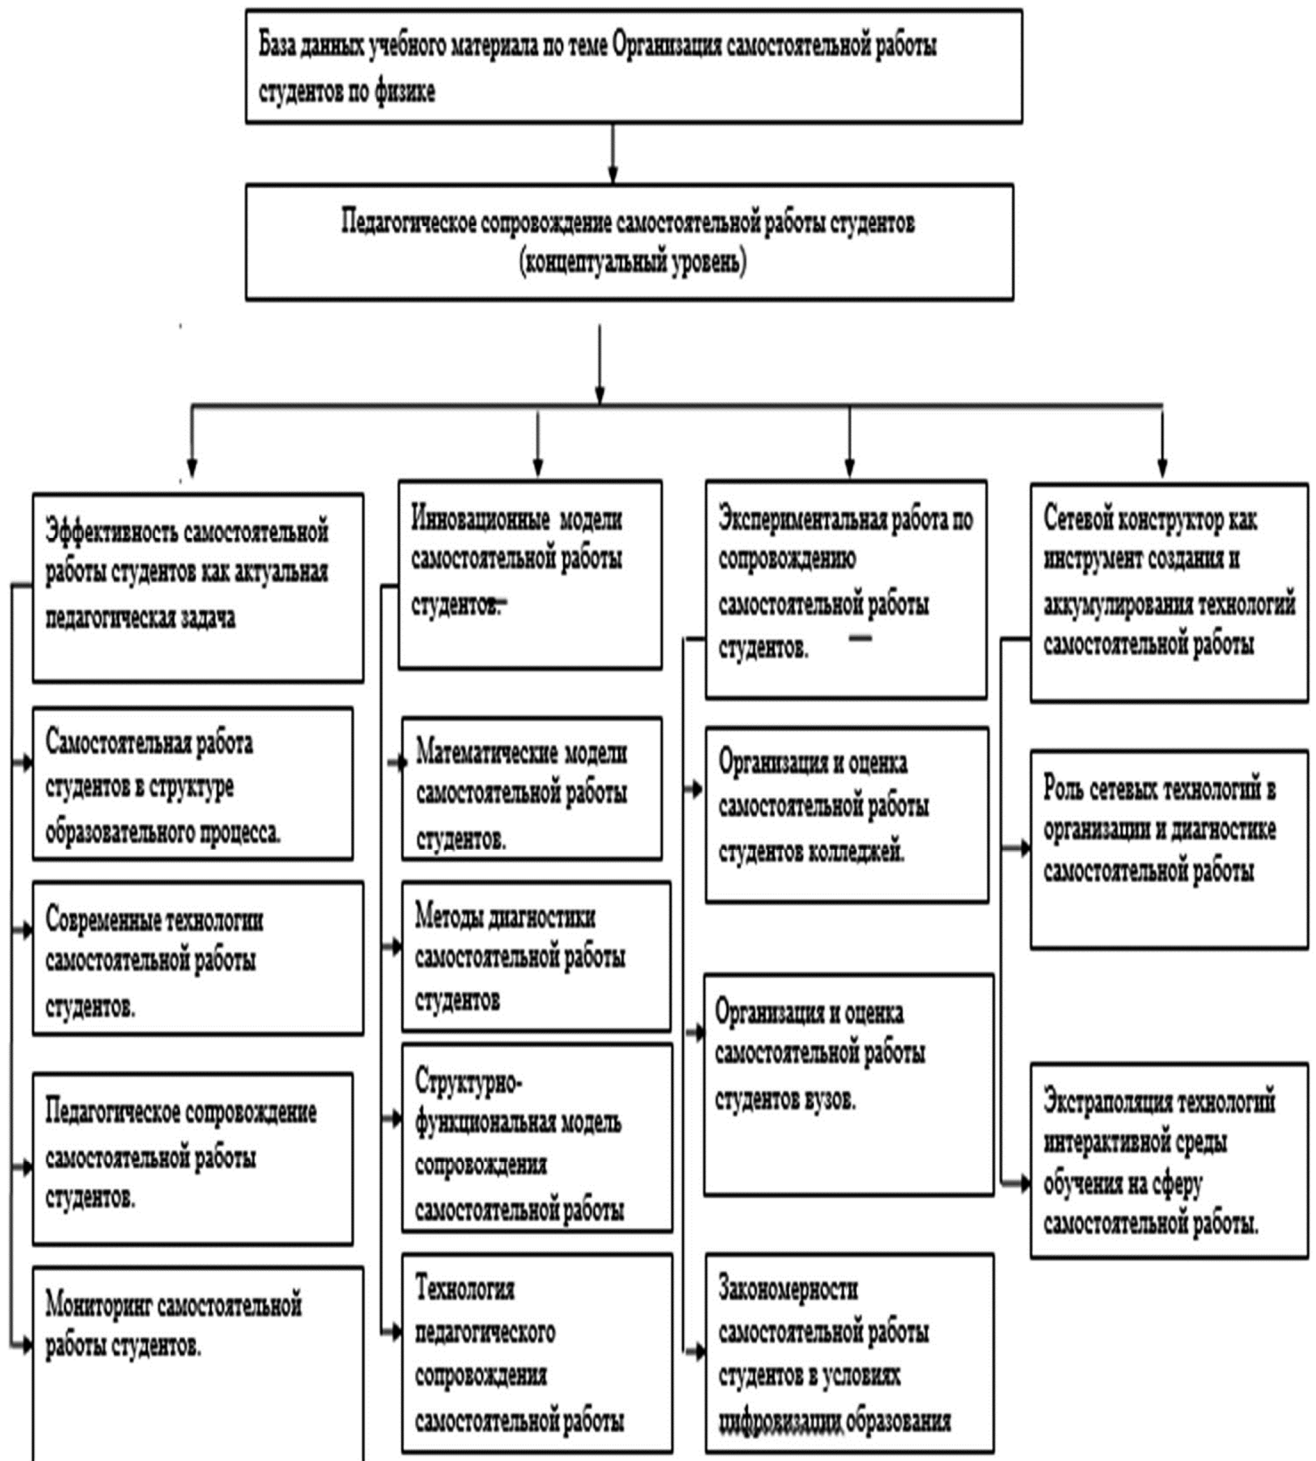 База данных учебного материала по теме Организация самостоятельной работы
студентов по физике
Педагогическое сопровождение самостоятельной работы студентов
(концептуальный уровень)
Эффективность самостоятельной
работы студентов как актуальная
педагогическая задача
Самостоятельная работа
студентов в структуре
образовательного процесса.
Современные технологии
самостоятельной работы
студентов.
Педагогическое сопровождение
самостоятельной работы
студентов.
Мониторинг самостоятельной
работы студентов.
Инновационные модели
самостоятельной работы
студентов.
Математические модели
самостоятельной работы
студентов.
Методы диагностики
самостоятельной работы
студентов
Структурно-
функциональная модель
сопровождения
самостоятельной работы
Технология
педагогического
сопровождения
самостоятельной работы
Экспериментальная работа по
сопровождению
самостоятельной работы
студентов.
Организация и оценка
самостоятельной работы
студентов колледжей.
Организация и оценка
самостоятельной работы
студентов вузов.
Закономерности
самостоятельной работы
студентов в условиях
цифровизации образования
Сетевой конструктор как
инструмент создания и
аккумулирования технологий
самостоятельной работы
Роль сетевых технологий в
организации и диагностике
самостоятельной работы
Экстраполяция технологий
интерактивной среды
обучения на сферу
самостоятельной работы.